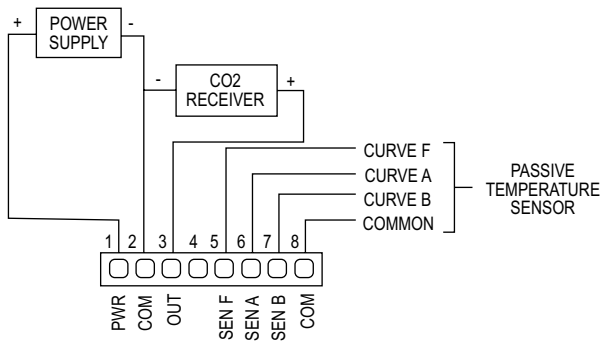 + POWER SUPPLY -
- CO2 RECEIVER +
CURVE F
CURVE A
CURVE B
COMMON
PASSIVE
TEMPERATURE
SENSOR
1 2 3 4 5 6 7 8
PWR
COM
OUT
SEN F
SEN A
SEN B
COM